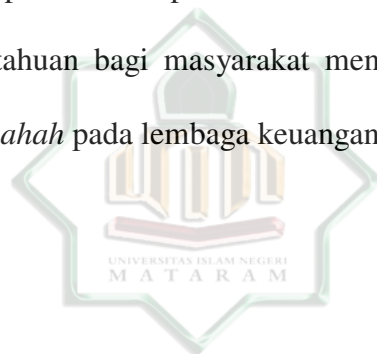 tahuan bagi masyarakat men
ahah pada lembaga keuangan
UNIVERSITAS ISLAM NEGERI
MATARAM